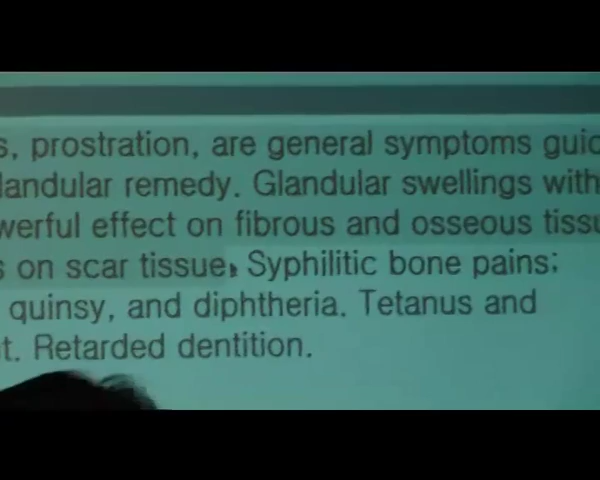 s, prostration, are general symptoms guid
landular remedy. Glandular swellings with
werful effect on fibrous and osseous tissu
s on scar tissue. Syphilitic bone pains;
quinsy, and diphtheria. Tetanus and
t. Retarded dentition.